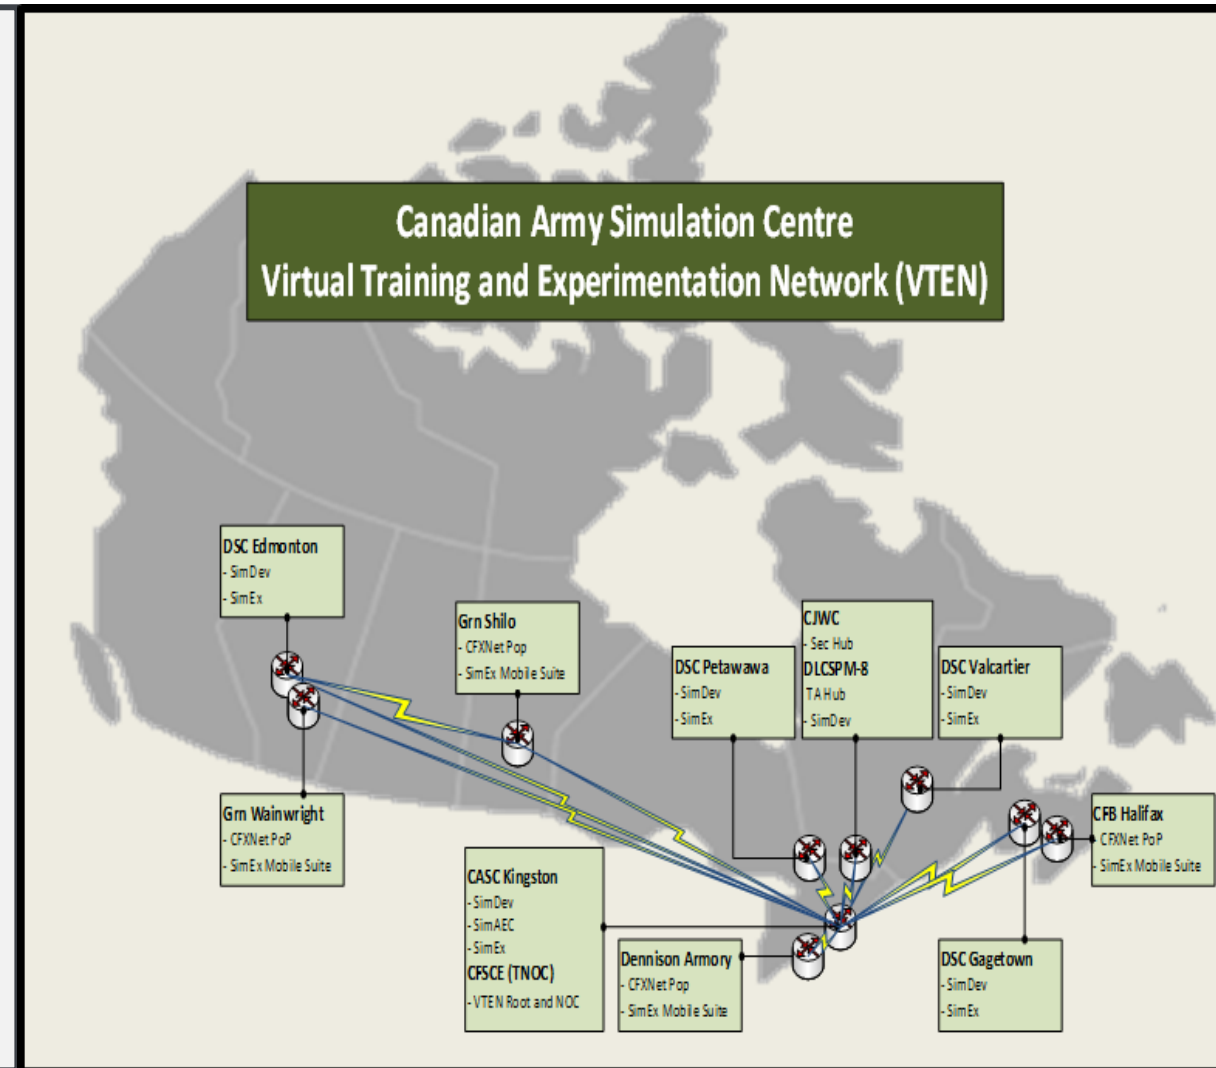 Canadian Army Simulation Centre
Virtual Training and Experimentation Network (VTEN)
DSC Edmonton
- SimDev
- SimEx
Grn Shilo
- CFXNet Pop
- SimEx Mobile Suite
DSC Petawawa
- SimDev
- SimEx
CJWC
- Sec Hub
DLCSPM-8
TA Hub
- SimDev
DSC Valcartier
- SimDev
- SimEx
Grn Wainwright
- CFXNet PoP
- SimEx Mobile Suite
CFB Halifax
- CFXNet PoP
- SimEx Mobile Suite
CASC Kingston
- SimDev
- SimAEC
- SimEx
CFSCE (TNOC)
- VTEN Root and NOC
Dennison Armory
- CFXNet Pop
- SimEx Mobile Suite
DSC Gagetown
- SimDev
- SimEx